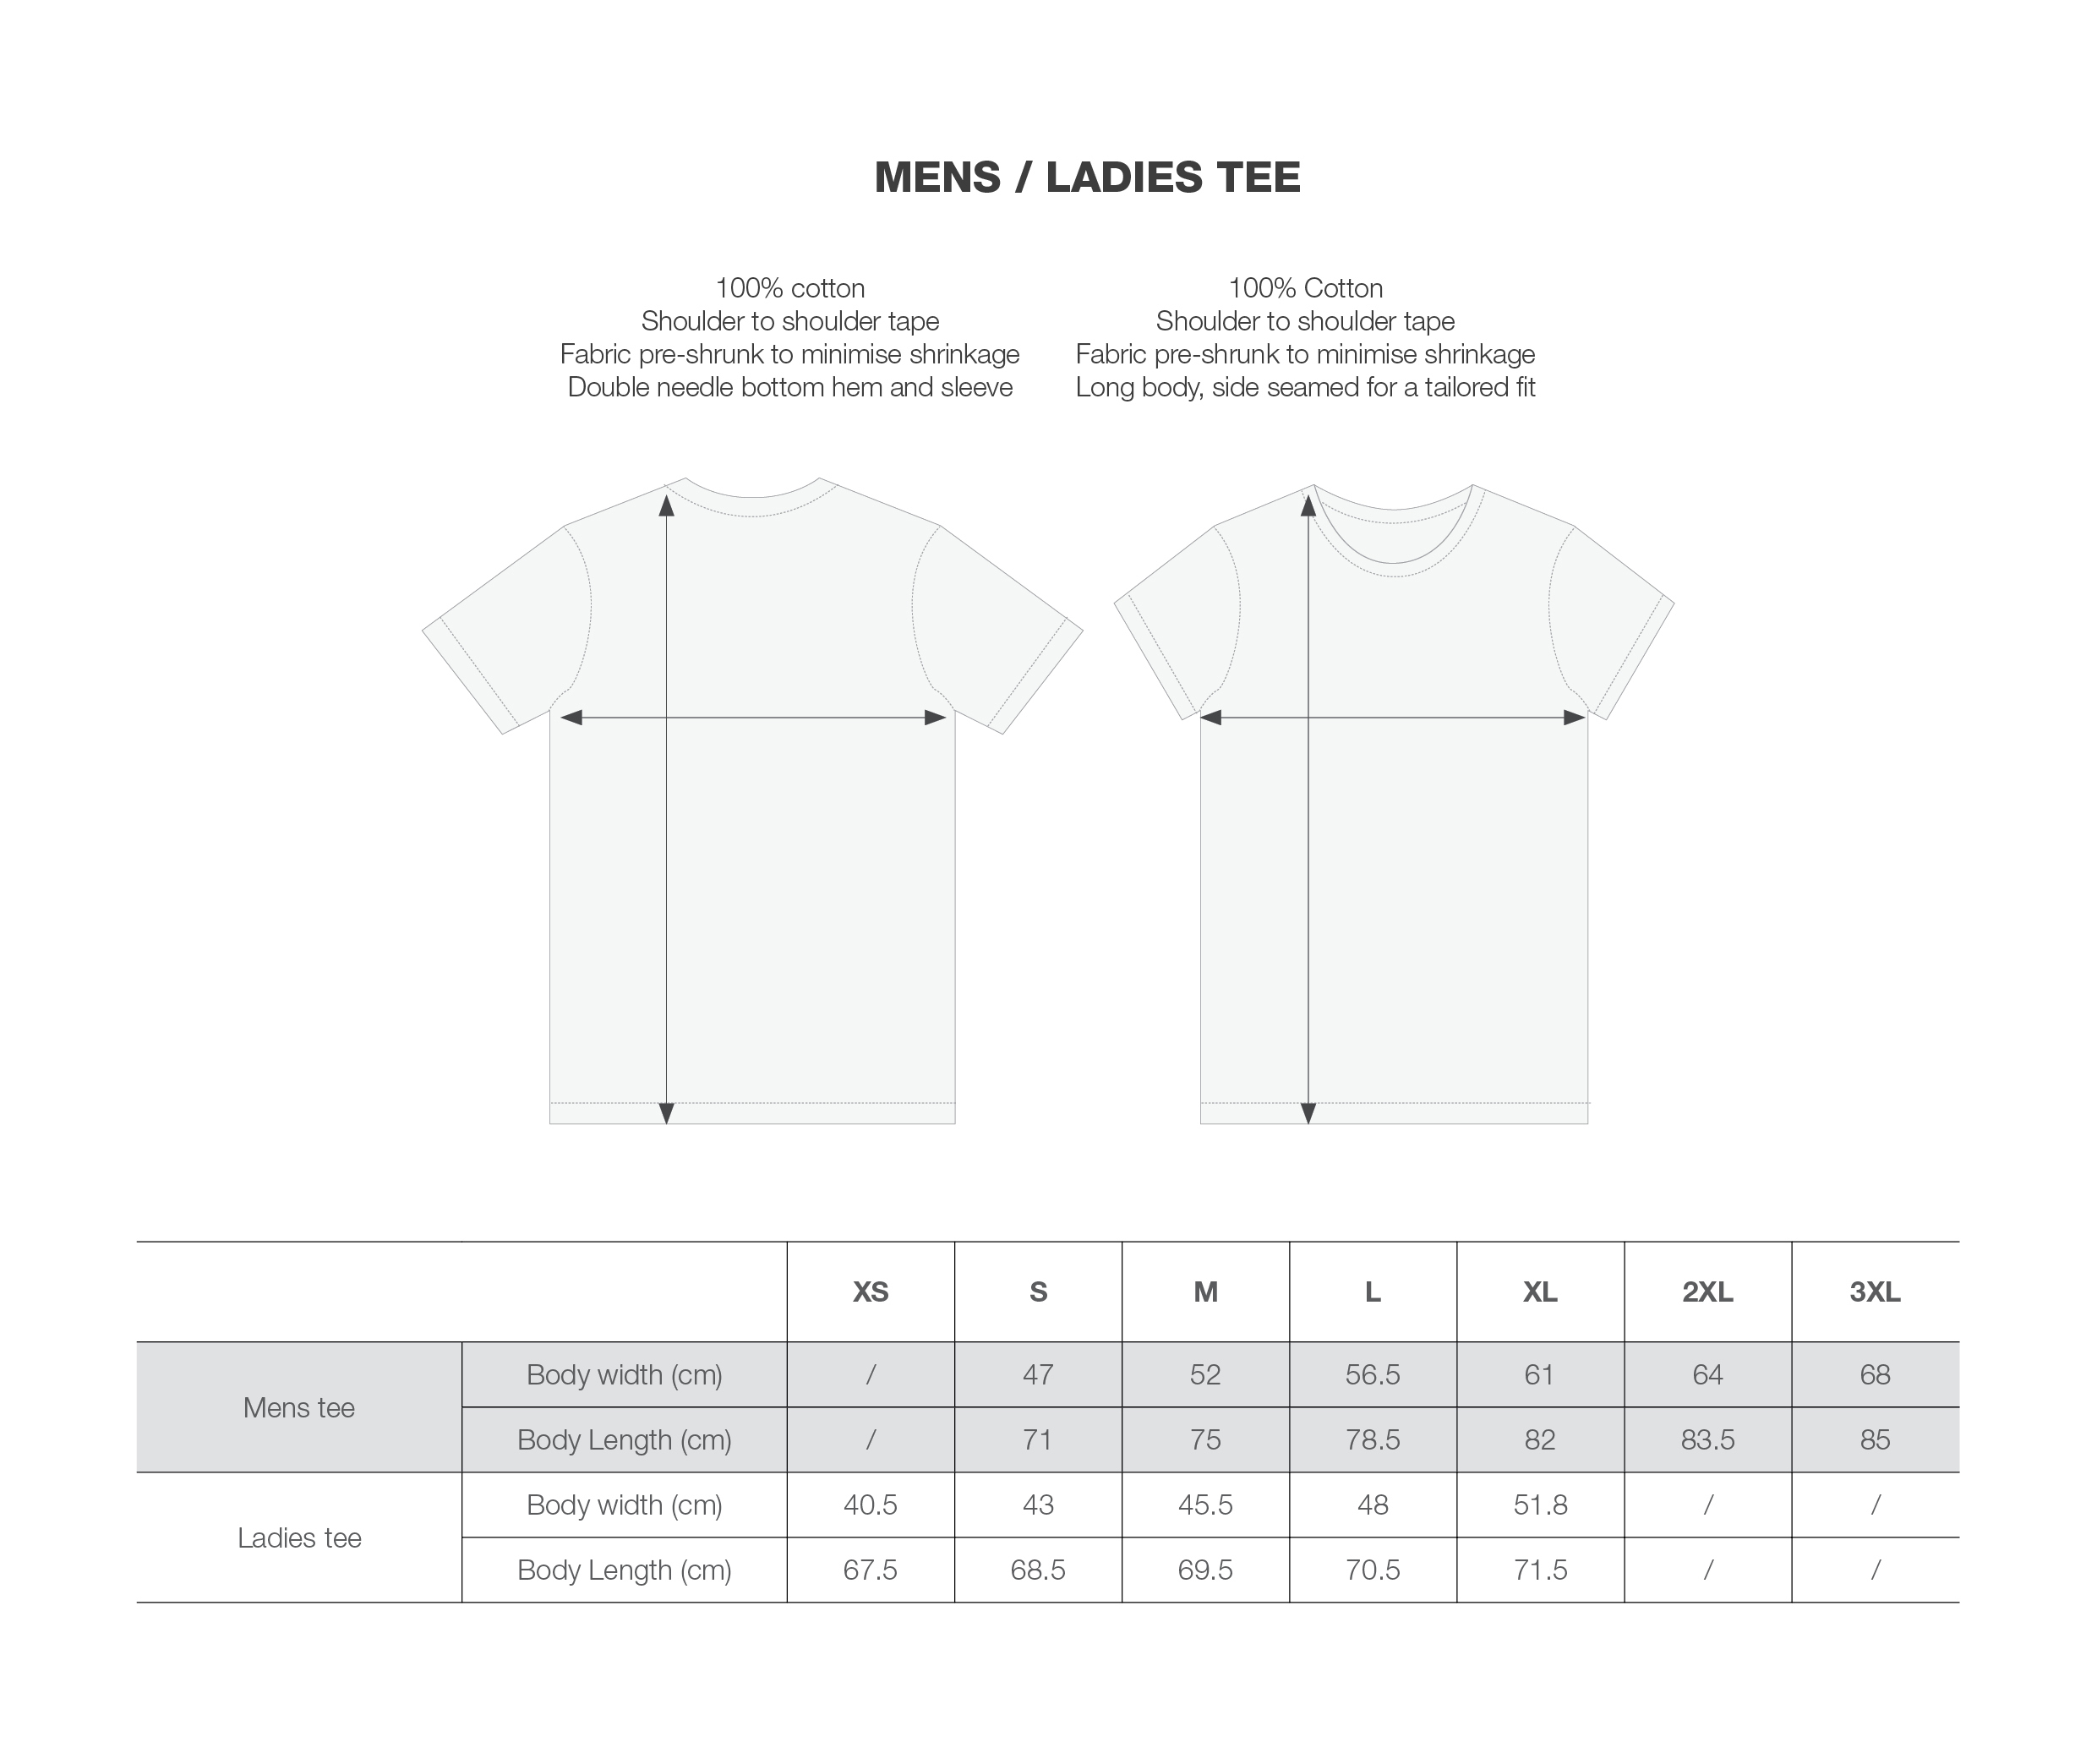 MENS / LADIES TEE
100% cotton
Shoulder to shoulder tape
Fabric pre-shrunk to minimise shrinkage
Double needle bottom hem and sleeve
100% Cotton
Shoulder to shoulder tape
Fabric pre-shrunk to minimise shrinkage
Long body, side seamed for a tailored fit
XS S M L XL 2XL 3XL
Mens tee
Body width (cm) / 47 52 56.5 61 64 68
Body Length (cm) / 71 75 78.5 82 83.5 85
Ladies tee
Body width (cm) 40.5 43 45.5 48 51.8 / /
Body Length (cm) 67.5 68.5 69.5 70.5 71.5 / /